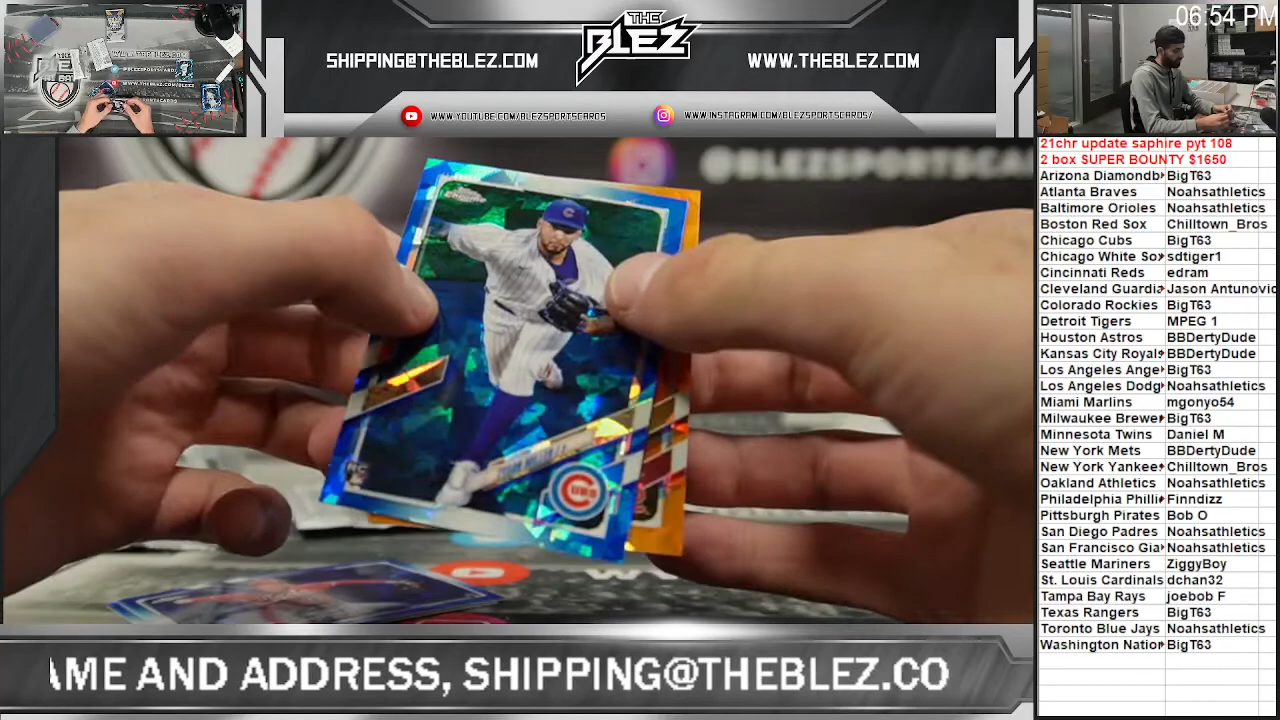 THE
BLEZ
SHIPPING@THEBLEZ.COM
WWW.THEBLEZ.COM
WWW.YOUTUBE.COM/BLEZSPORTSCARDS
WWW.INSTAGRAM.COM/BLEZSPORTSCARDS/
06:54 PM
@BLEZSPORTSCAR
CUBS
AME AND ADDRESS, SHIPPING@THEBLEZ.CO
21chr update saphire pyt 108
2 box SUPER BOUNTY $1650
Arizona Diamondb BigT63
Atlanta Braves Noahsathletics
Baltimore Orioles Noahsathletics
Boston Red Sox Chilltown_Bros
Chicago Cubs BigT63
Chicago White Sox sdtiger1
Cincinnati Reds edram
Cleveland Guardia Jason Antunovic
Colorado Rockies BigT63
Detroit Tigers MPEG 1
Houston Astros BBDertyDude
Kansas City Royals BBDertyDude
Los Angeles Ange BigT63
Los Angeles Dodg Noahsathletics
Miami Marlins mgonyo54
Milwaukee Brewe BigT63
Minnesota Twins Daniel M
New York Mets BBDertyDude
New York Yankee Chilltown_Bros
Oakland Athletics Noahsathletics
Philadelphia Philli Finndizz
Pittsburgh Pirates Bob O
San Diego Padres Noahsathletics
San Francisco Gia Noahsathletics
Seattle Mariners ZiggyBoy
St. Louis Cardinals dchan32
Tampa Bay Rays joebob F
Texas Rangers BigT63
Toronto Blue Jays Noahsathletics
Washington Nation BigT63